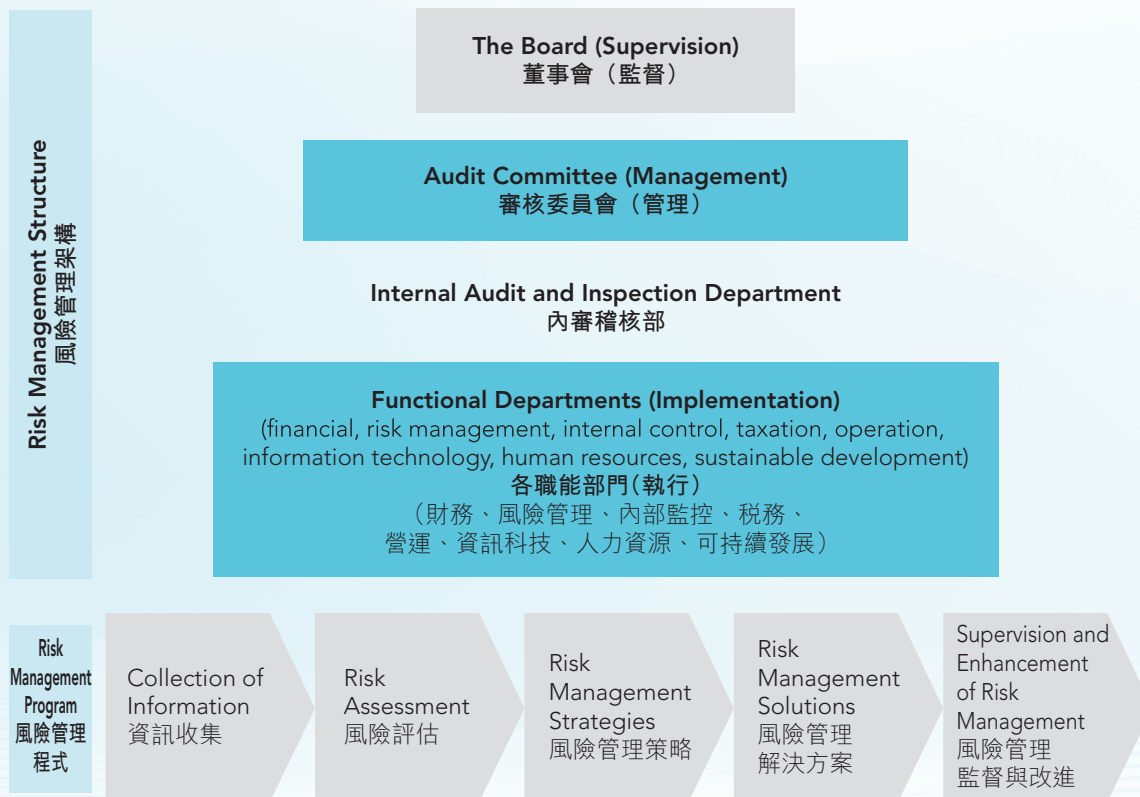 Risk Management Structure
風險管理架構
The Board (Supervision)
董事會（監督）
Audit Committee (Management)
審核委員會（管理）
Internal Audit and Inspection Department
內審稽核部
Functional Departments (Implementation)
(financial, risk management, internal control, taxation, operation,
information technology, human resources, sustainable development)
各職能部門（執行）
（財務、風險管理、內部監控、稅務、
營運、資訊科技、人力資源、可持續發展）
Risk
Management
Program
風險管理
程式
Collection of
Information
資訊收集
Risk
Assessment
風險評估
Risk
Management
Strategies
風險管理策略
Risk
Management
Solutions
風險管理
解決方案
Supervision and
Enhancement
of Risk
Management
風險管理
監督與改進